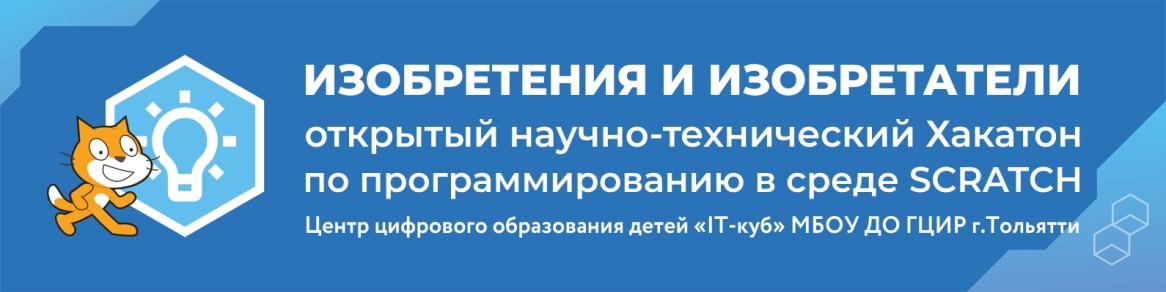 ИЗОБРЕТЕНИЯ И ИЗОБРЕТАТЕЛИ
открытый научно-технический Хакатон
по программированию в среде SCRATCH
Центр цифрового образования детей «IT-куб» МБОУ ДО ГЦИР г.Тольятти